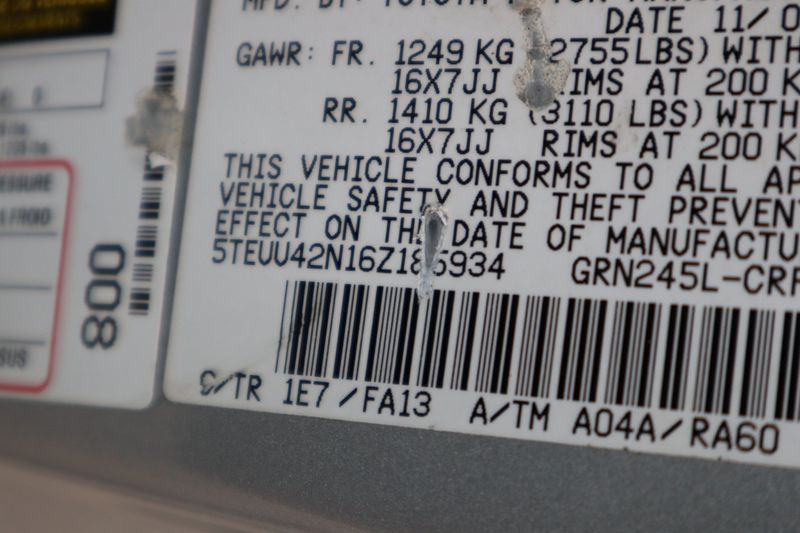 DATE 11/0
GAWR: FR. 1249 KG (2755LBS) WITH
16X7JJ RIMS AT 200 K
RR. 1410 KG (3110 LBS) WITH
16X7JJ RIMS AT 200 K
THIS VEHICLE CONFORMS TO ALL AP
VEHICLE SAFETY AND THEFT PREVEN
EFFECT ON THE DATE OF MANUFACTU
GRN245L-CRF
C/TR 1E7/FA13 A/TM A04A/RA60
800